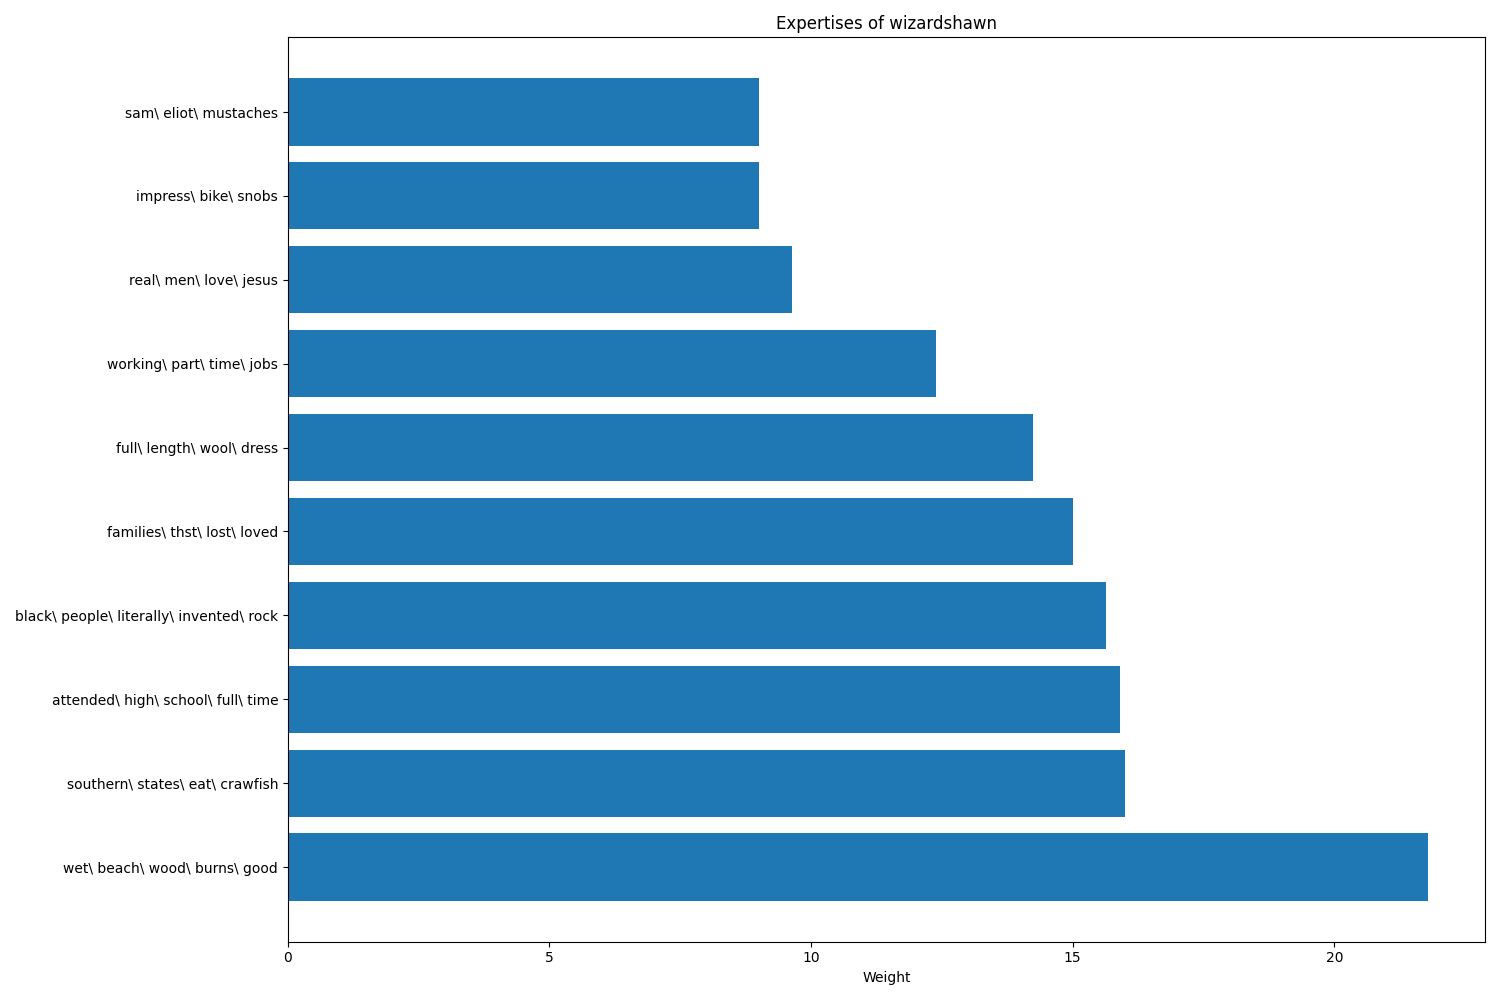 Expertises of wizardshawn
sam\ eliot\ mustaches
impress\ bike\ snobs
real\ men\ love\ jesus
working\ part\ time\ jobs
full\ length\ wool\ dress
families\ thst\ lost\ loved
black\ people\ literally\ invented\ rock
attended\ high\ school\ full\ time
southern\ states\ eat\ crawfish
wet\ beach\ wood\ burns\ good
0 5 10 15 20
Weight